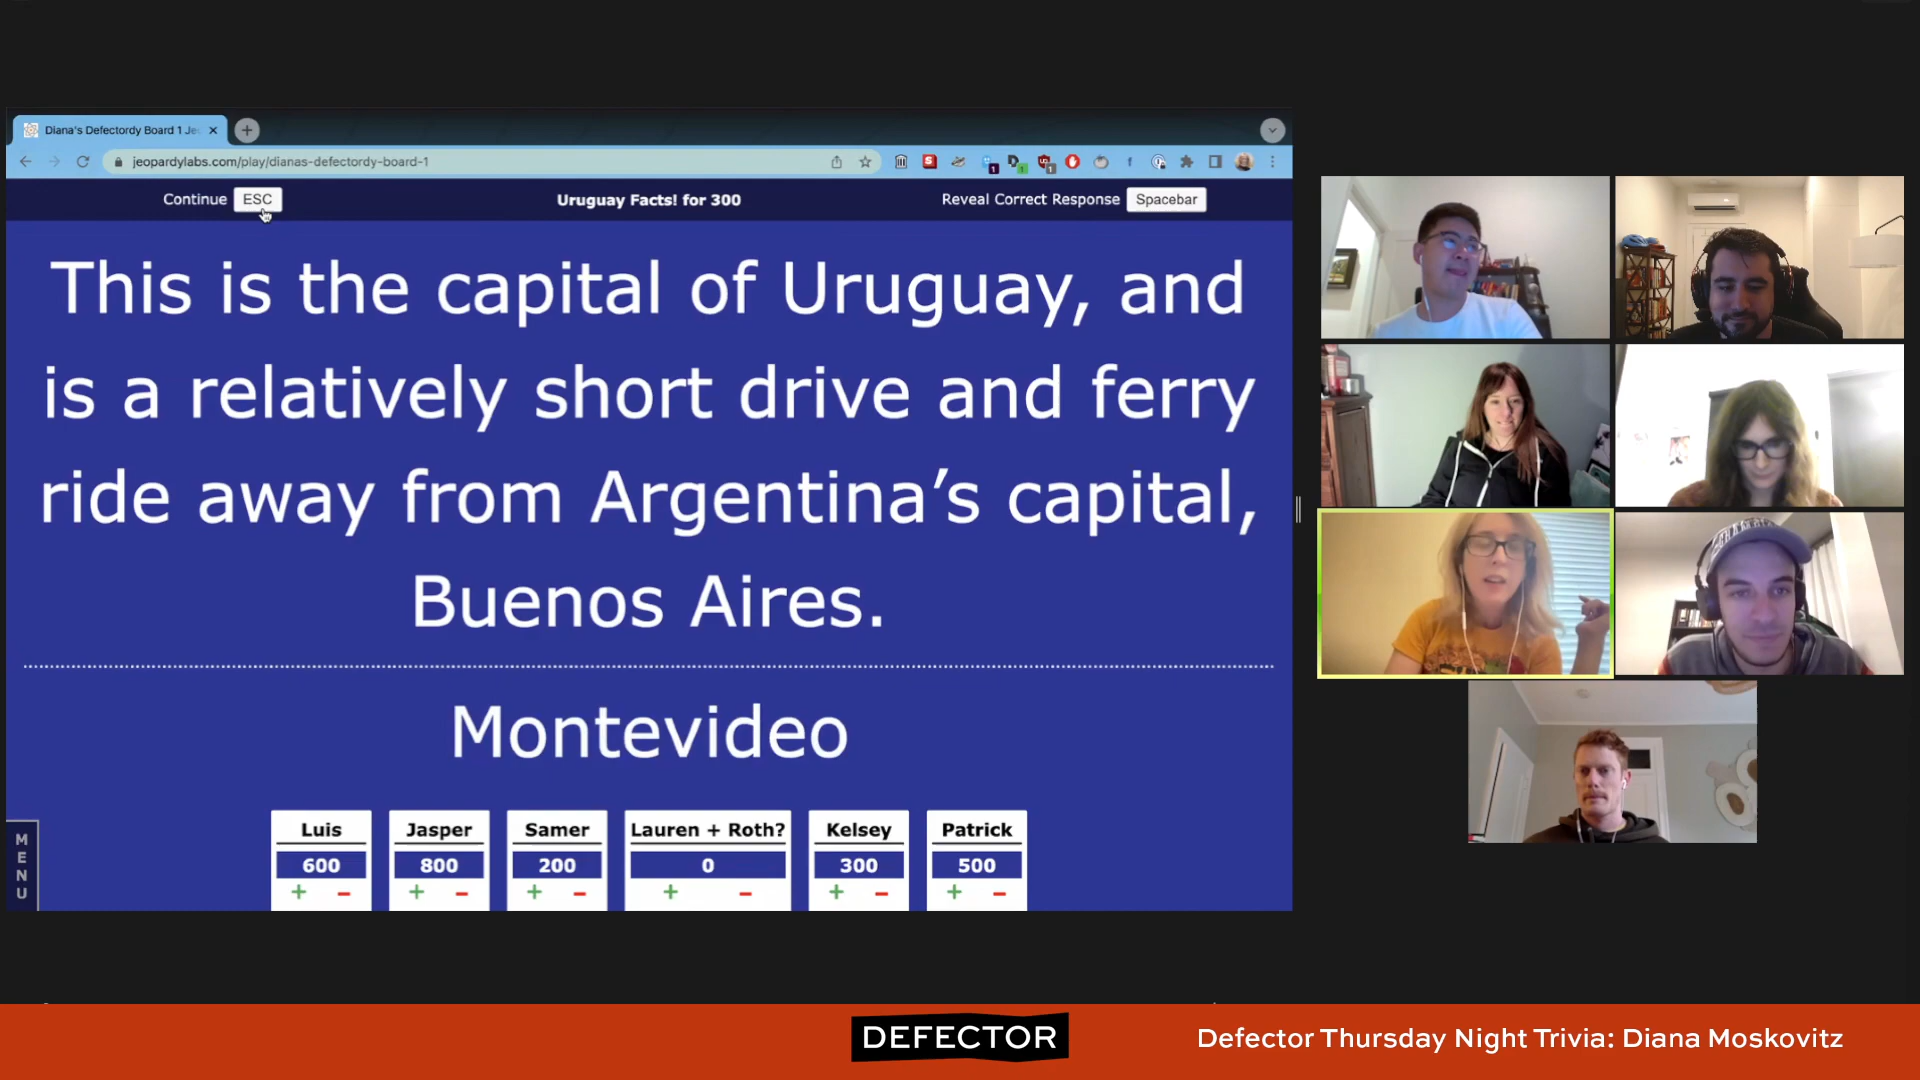 Diana's Defectordy Board 1 Je
jeopardylabs.com/play/dianas-defectordy-board-1
Continue ESC
Uruguay Facts! for 300
Reveal Correct Response Spacebar
This is the capital of Uruguay, and
is a relatively short drive and ferry
ride away from Argentina’s capital,
Buenos Aires.
Montevideo
MENU
Luis Jasper Samer Lauren + Roth? Kelsey Patrick
600 800 200 0 300 500
+ − + − + − + − + − + −
DEFECTOR
Defector Thursday Night Trivia: Diana Moskovitz